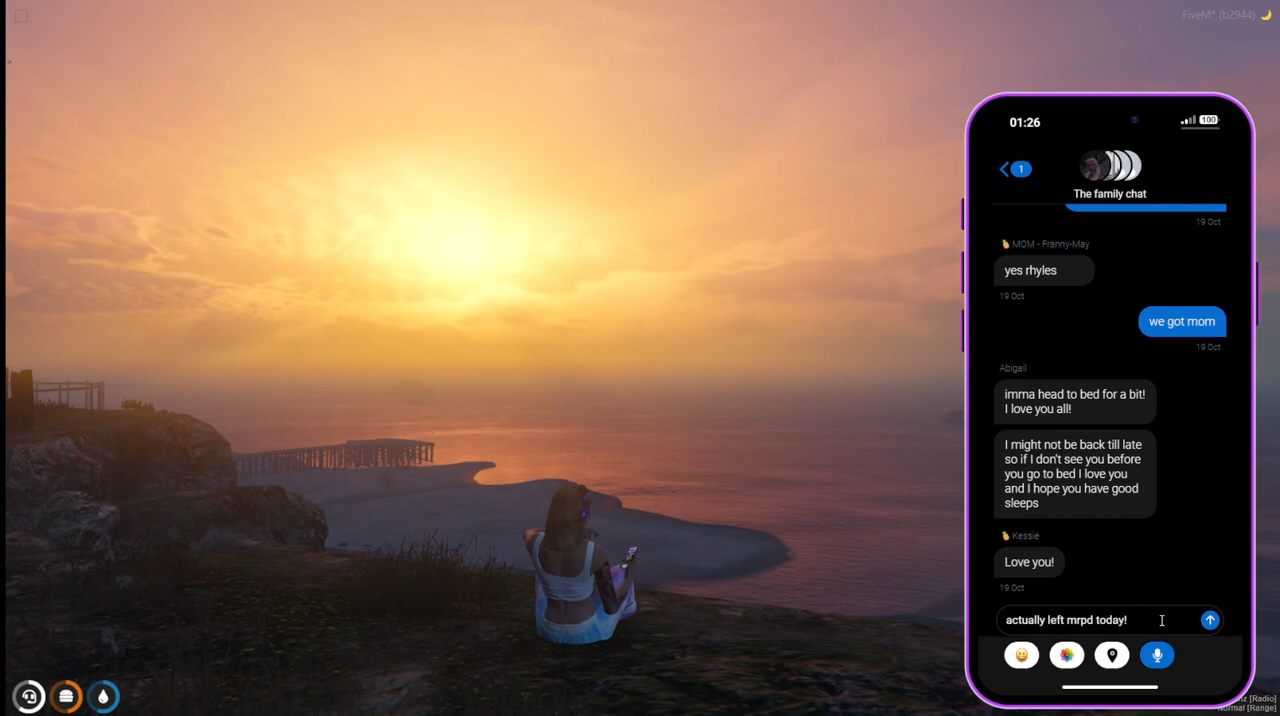 FiveM* (b2944)
>
01:26
100
1
The family chat
19 Oct
MOM - Franny-May
yes rhyles
19 Oct
we got mom
19 Oct
Abigail
imma head to bed for a bit!
I love you all!
I might not be back till late
so if I don't see you before
you go to bed I love you
and I hope you have good
sleeps
Kessie
Love you!
19 Oct
actually left mrpd today!
[Radio]
Normal [Range]